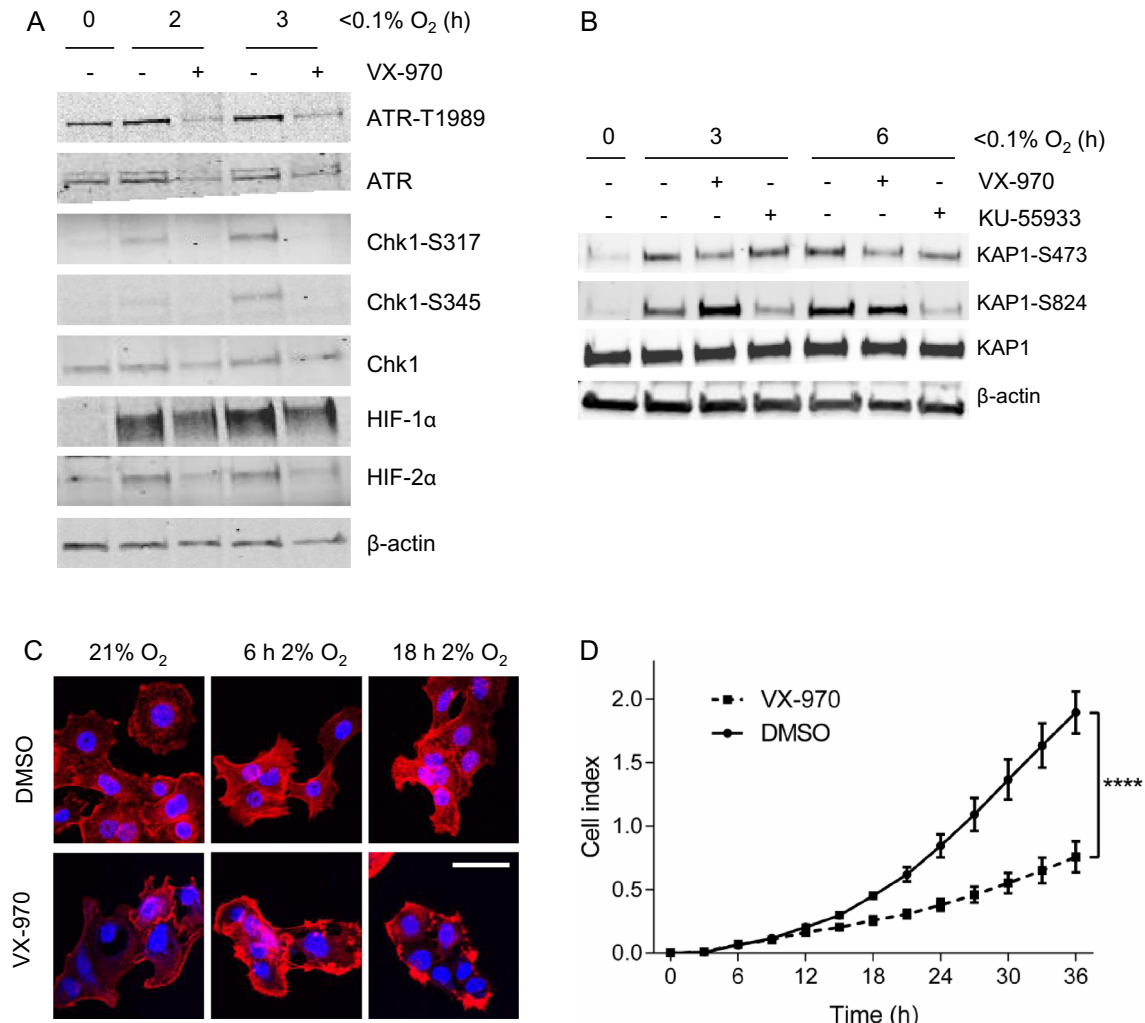 A
0 2 3 <0.1% O₂ (h)
- - + - + VX-970
ATR-T1989
ATR
Chk1-S317
Chk1-S345
Chk1
HIF-1α
HIF-2α
β-actin
B
0 3 6 <0.1% O₂ (h)
- - + - - + - VX-970
- - - + - - + KU-55933
KAP1-S473
KAP1-S824
KAP1
β-actin
C
21% O₂ 6 h 2% O₂ 18 h 2% O₂
DMSO
VX-970
D
Cell index
2.0
1.5
1.0
0.5
0.0
VX-970
DMSO
****
0 6 12 18 24 30 36
Time (h)